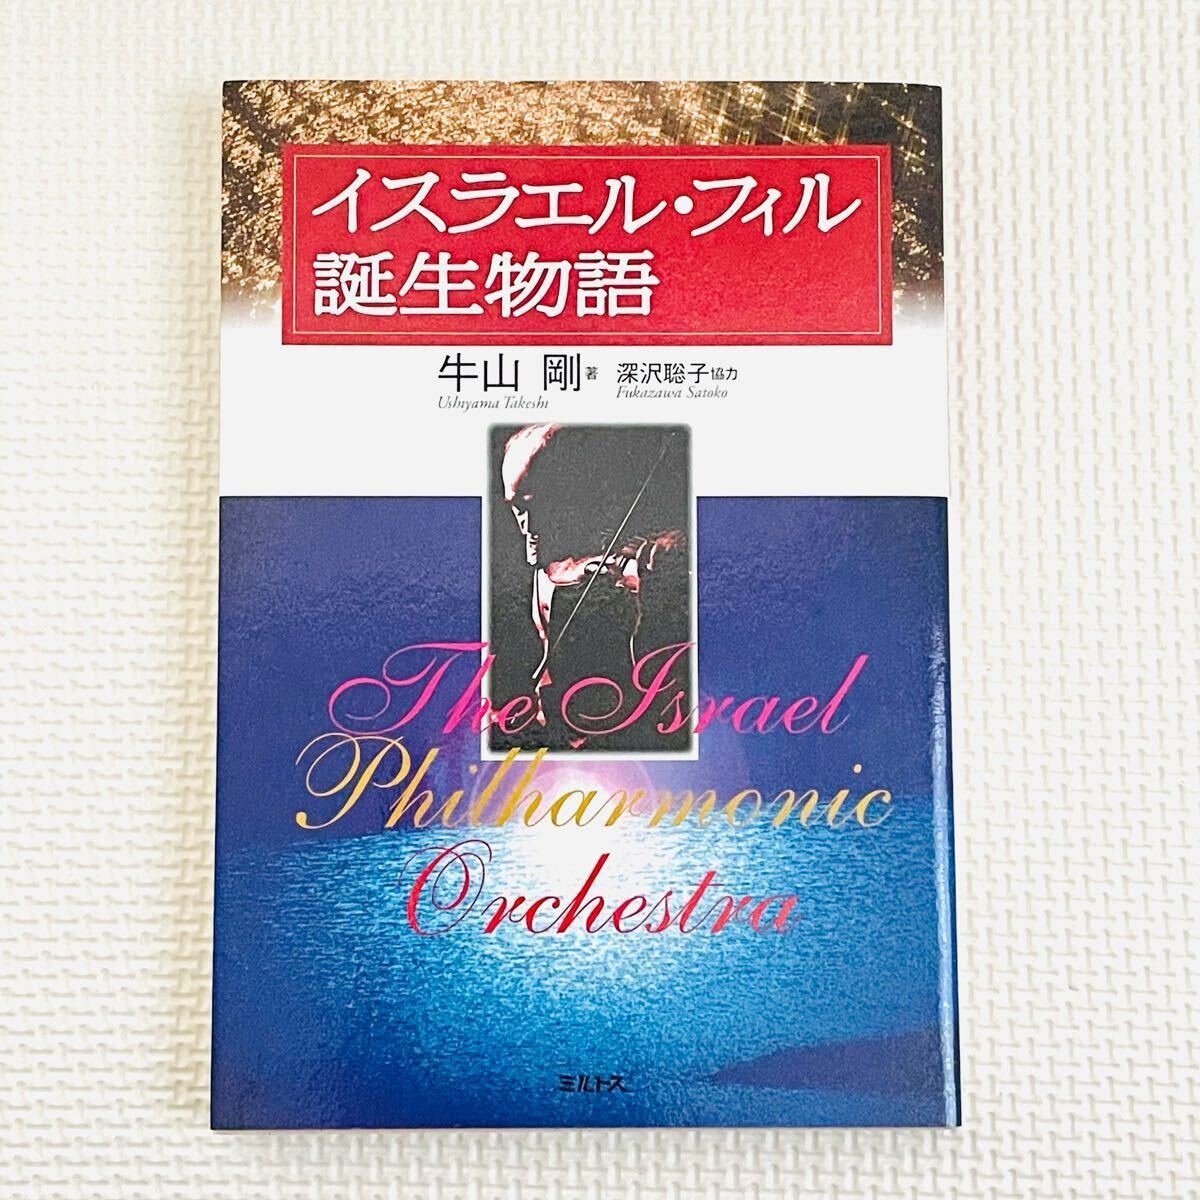 イスラエル・フィル
誕生物語
牛山 剛著 深沢聡子協力
Ushiyama Takeshi Fukazawa Satoko
The Israel
Philharmonic
Orchestra
ミルトス